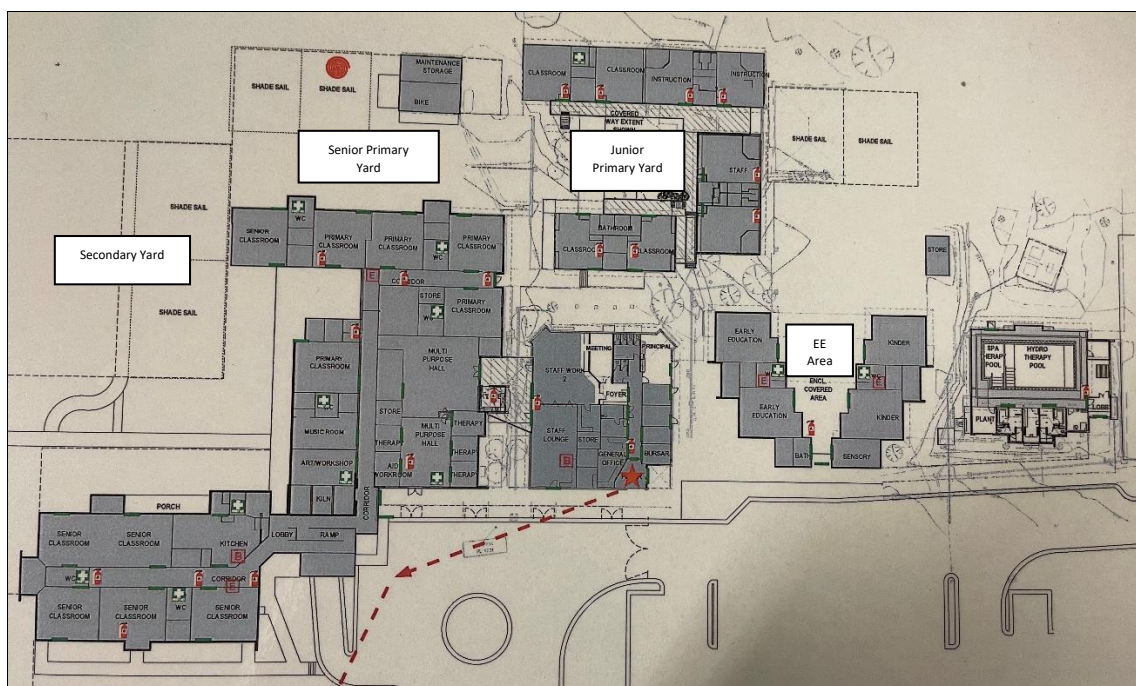 MAINTENANCE
STORAGE
BIKE
SHADE SAIL
SHADE SAIL
CLASSROOM
CLASSROOM
INSTRUCTION
INSTRUCTION
COVERED
WAY EXTENT
SHOWN
Senior Primary
Yard
Junior
Primary Yard
SHADE SAIL
SHADE SAIL
STAFF
SHADE SAIL
Secondary Yard
SHADE SAIL
SENIOR
CLASSROOM
WC
PRIMARY
CLASSROOM
PRIMARY
CLASSROOM
WC
PRIMARY
CLASSROOM
BATHROOM
CLASSROOM
CLASSROOM
STORE
E
CORRIDOR
STORE
WC
PRIMARY
CLASSROOM
MULTI
PURPOSE
HALL
PRIMARY
CLASSROOM
MUSIC ROOM
ART/WORKSHOP
KILN
STORE
THERAPY
MULTI
PURPOSE
HALL
THERAPY
THERAPY
THERAPY
AID
WORKROOM
CORRIDOR
MEETING
PRINCIPAL
STAFF WORK
2
FOYER
STAFF
LOUNGE
STORE
GENERAL
OFFICE
BURSAR
B
EARLY
EDUCATION
EE
Area
ENCL.
COVERED
AREA
KINDER
E
WC
WC
E
EARLY
EDUCATION
KINDER
BATH
SENSORY
SPA
THERAPY
POOL
HYDRO
THERAPY
POOL
PLANT
LOBBY
PORCH
SENIOR
CLASSROOM
SENIOR
CLASSROOM
KITCHEN
B
LOBBY
RAMP
WC
CORRIDOR
E
SENIOR
CLASSROOM
SENIOR
CLASSROOM
WC
SENIOR
CLASSROOM